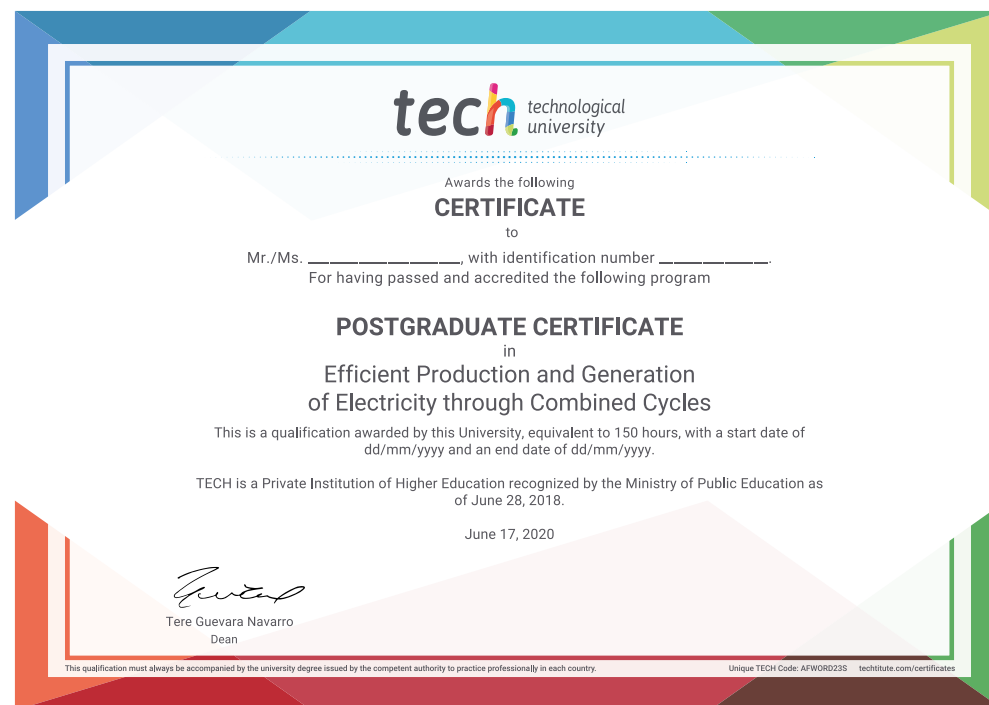 tech technological
university
Awards the following
CERTIFICATE
to
Mr./Ms. ____________________, with identification number ______________.
For having passed and accredited the following program
POSTGRADUATE CERTIFICATE
in
Efficient Production and Generation
of Electricity through Combined Cycles
This is a qualification awarded by this University, equivalent to 150 hours, with a start date of
dd/mm/yyyy and an end date of dd/mm/yyyy.
TECH is a Private Institution of Higher Education recognized by the Ministry of Public Education as
of June 28, 2018.
June 17, 2020
Tere Guevara Navarro
Dean
This qualification must always be accompanied by the university degree issued by the competent authority to practice professionally in each country.
Unique TECH Code: AFWORD23S techtitute.com/certificates